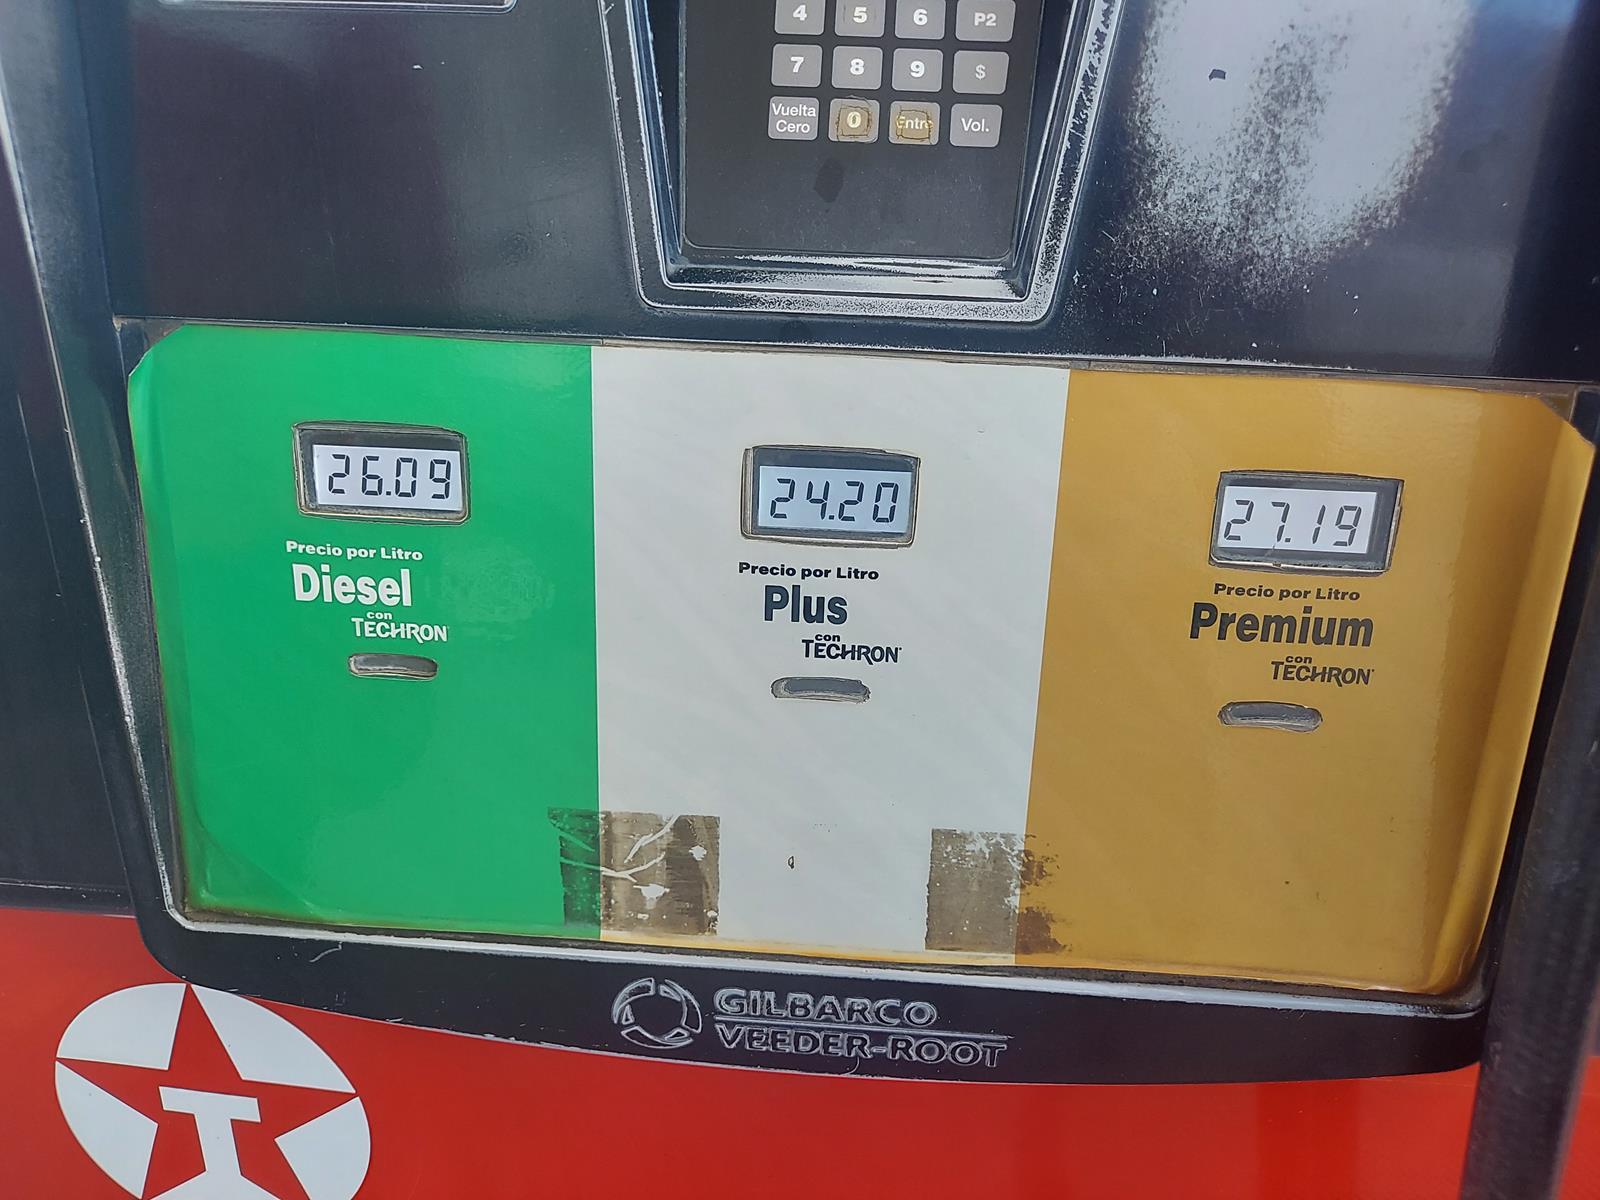 4 5 6 P2
7 8 9 $
Vuelta Cero 0 Entre Vol.
26.09
Precio por Litro
Diesel
con
TECHRON
24.20
Precio por Litro
Plus
con
TECHRON
27.19
Precio por Litro
Premium
con
TECHRON
GILBARCO
VEEDER-ROOT
T